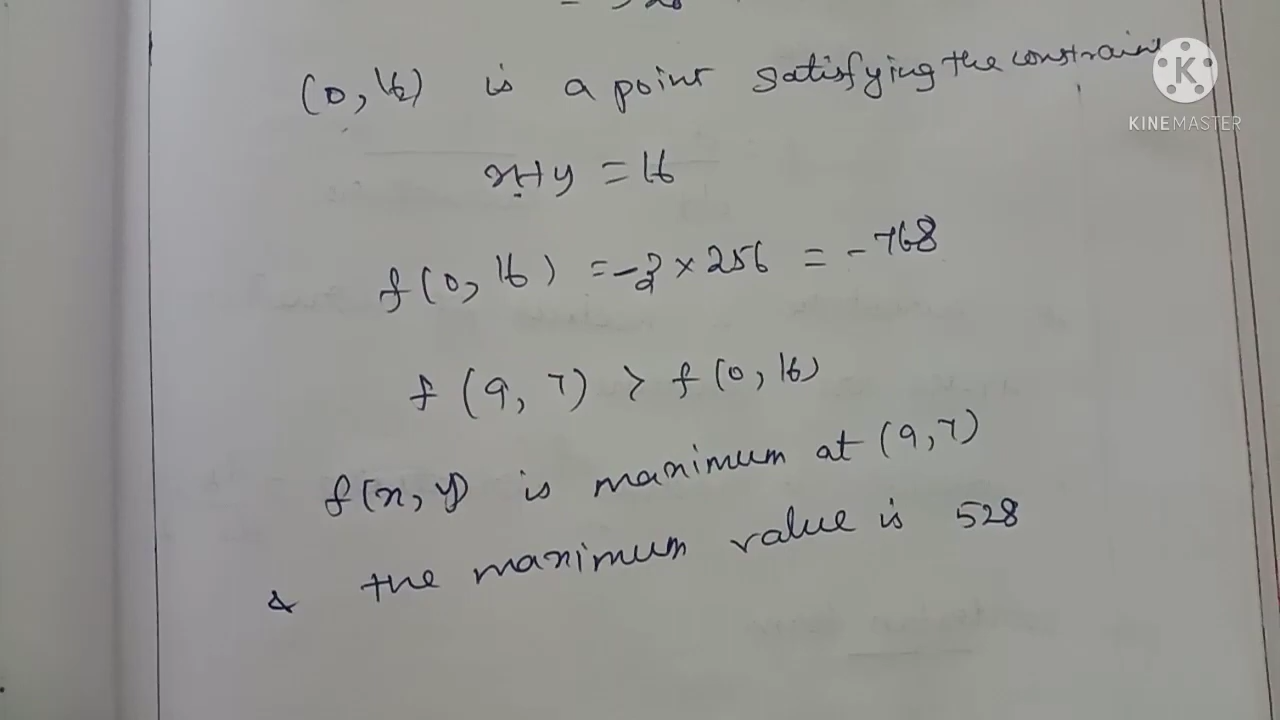 (0, 16) is a point satisfying the constraint
KINEMASTER
x+y = 16
f(0, 16) = -3 × 256 = -768
f (9, 7) > f (0, 16)
f(x, y) is maximum at (9, 7)
& the maximum value is 528